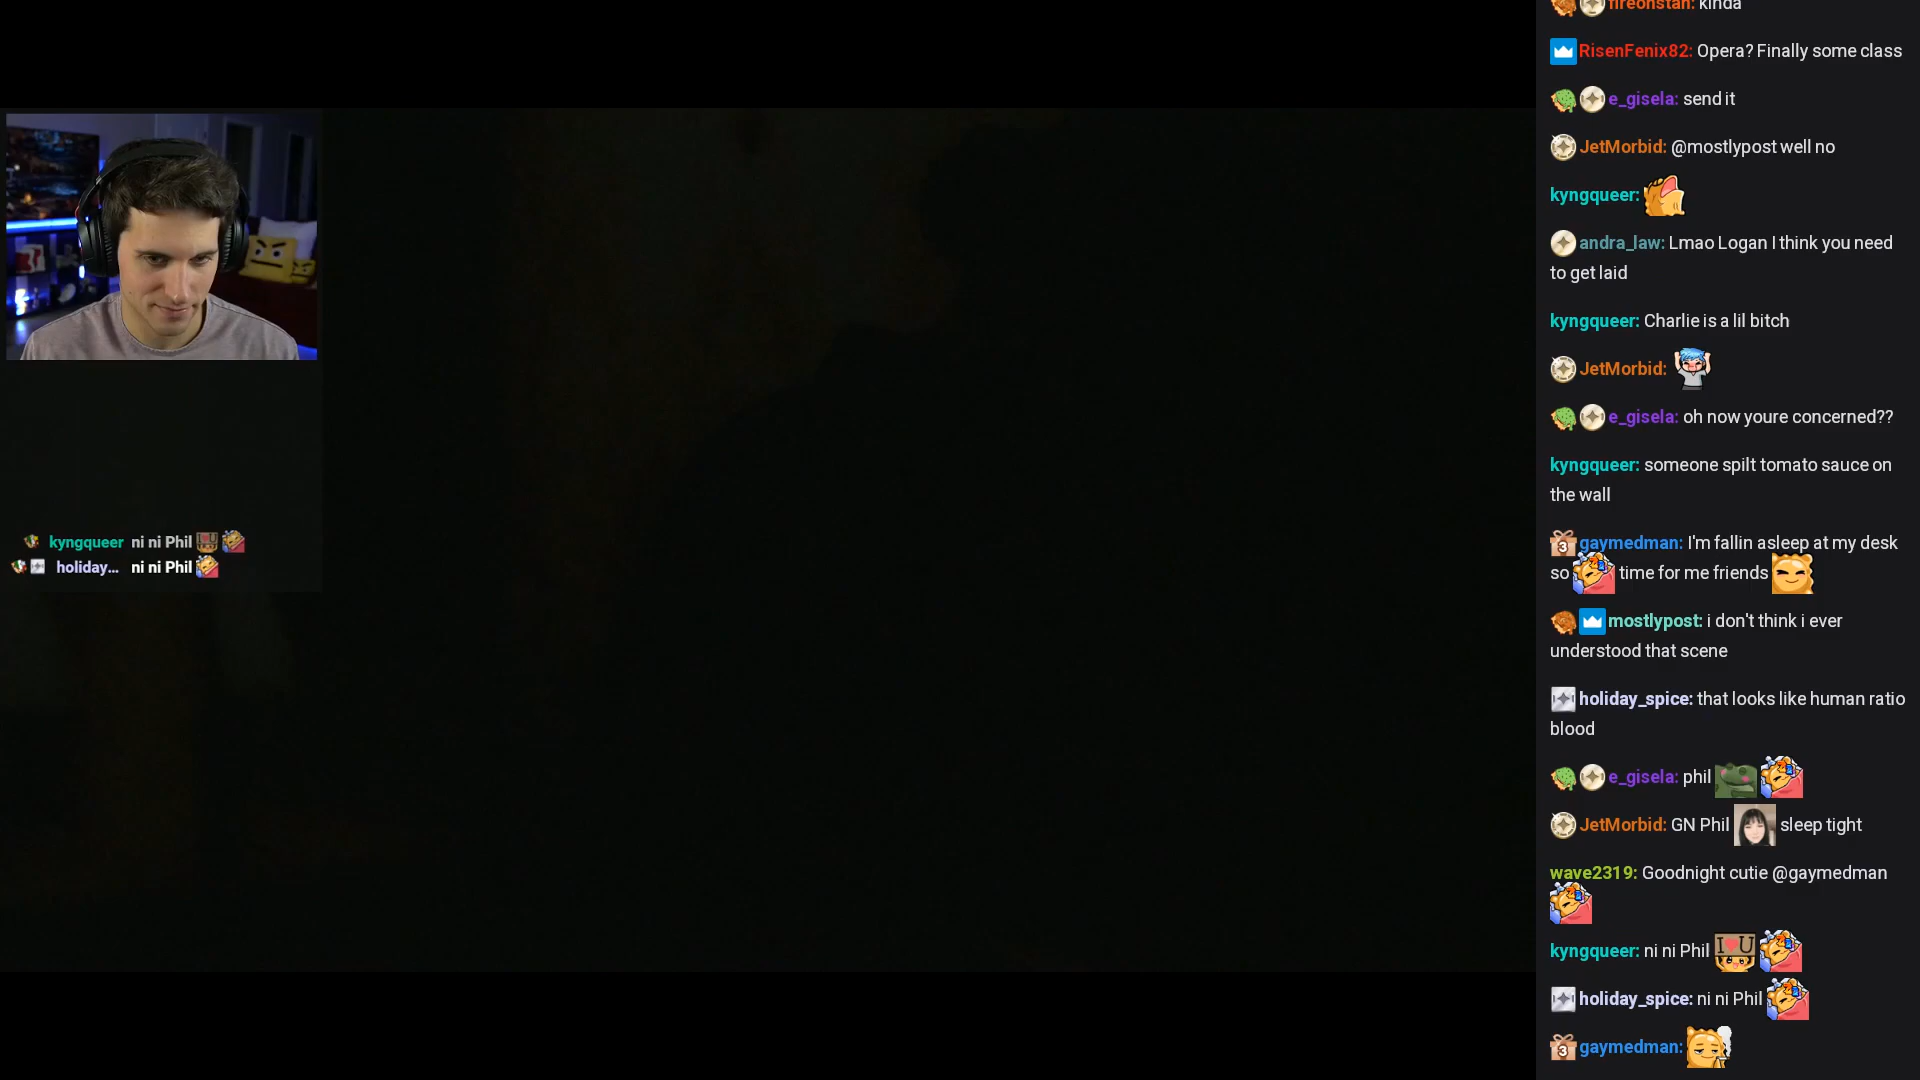 kyngqueer ni ni Phil
holiday... ni ni Phil
fireonstan: kinda
RisenFenix82: Opera? Finally some class
e_gisela: send it
JetMorbid: @mostlypost well no
kyngqueer:
andra_law: Lmao Logan I think you need
to get laid
kyngqueer: Charlie is a lil bitch
JetMorbid:
e_gisela: oh now youre concerned??
kyngqueer: someone spilt tomato sauce on
the wall
3 gaymedman: I'm fallin asleep at my desk
so time for me friends
mostlypost: i don't think i ever
understood that scene
holiday_spice: that looks like human ratio
blood
e_gisela: phil
JetMorbid: GN Phil sleep tight
wave2319: Goodnight cutie @gaymedman
kyngqueer: ni ni Phil I U
holiday_spice: ni ni Phil
3 gaymedman: